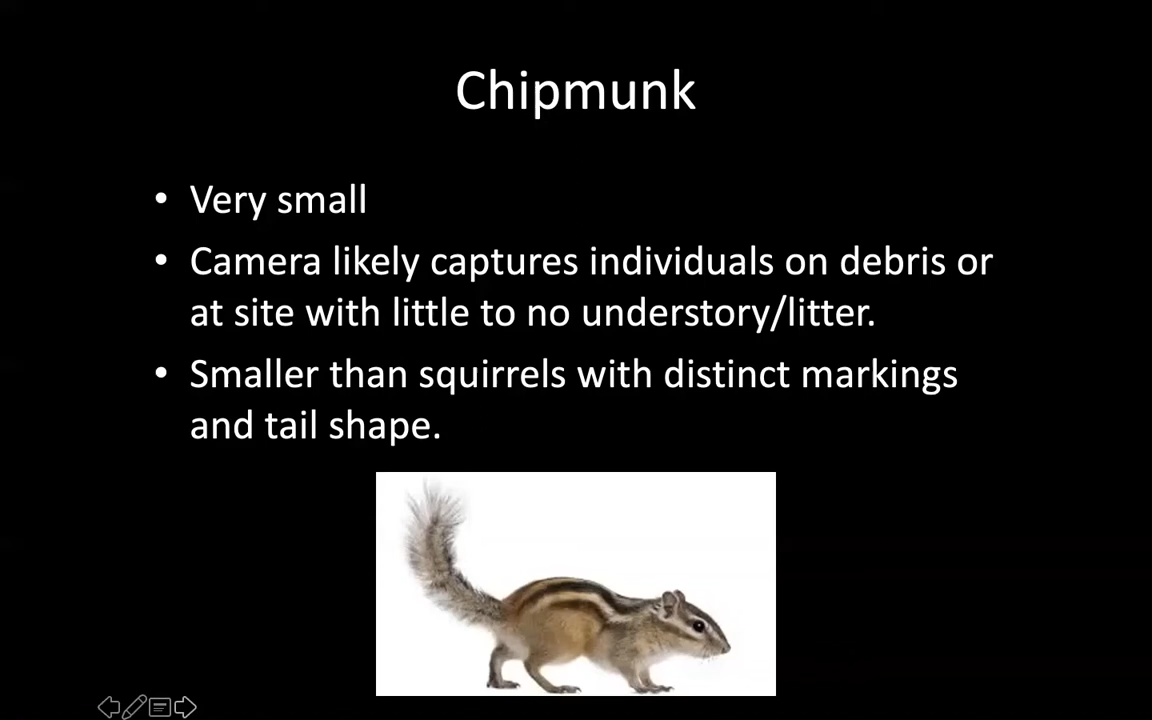 Chipmunk
• Very small
• Camera likely captures individuals on debris or
at site with little to no understory/litter.
• Smaller than squirrels with distinct markings
and tail shape.